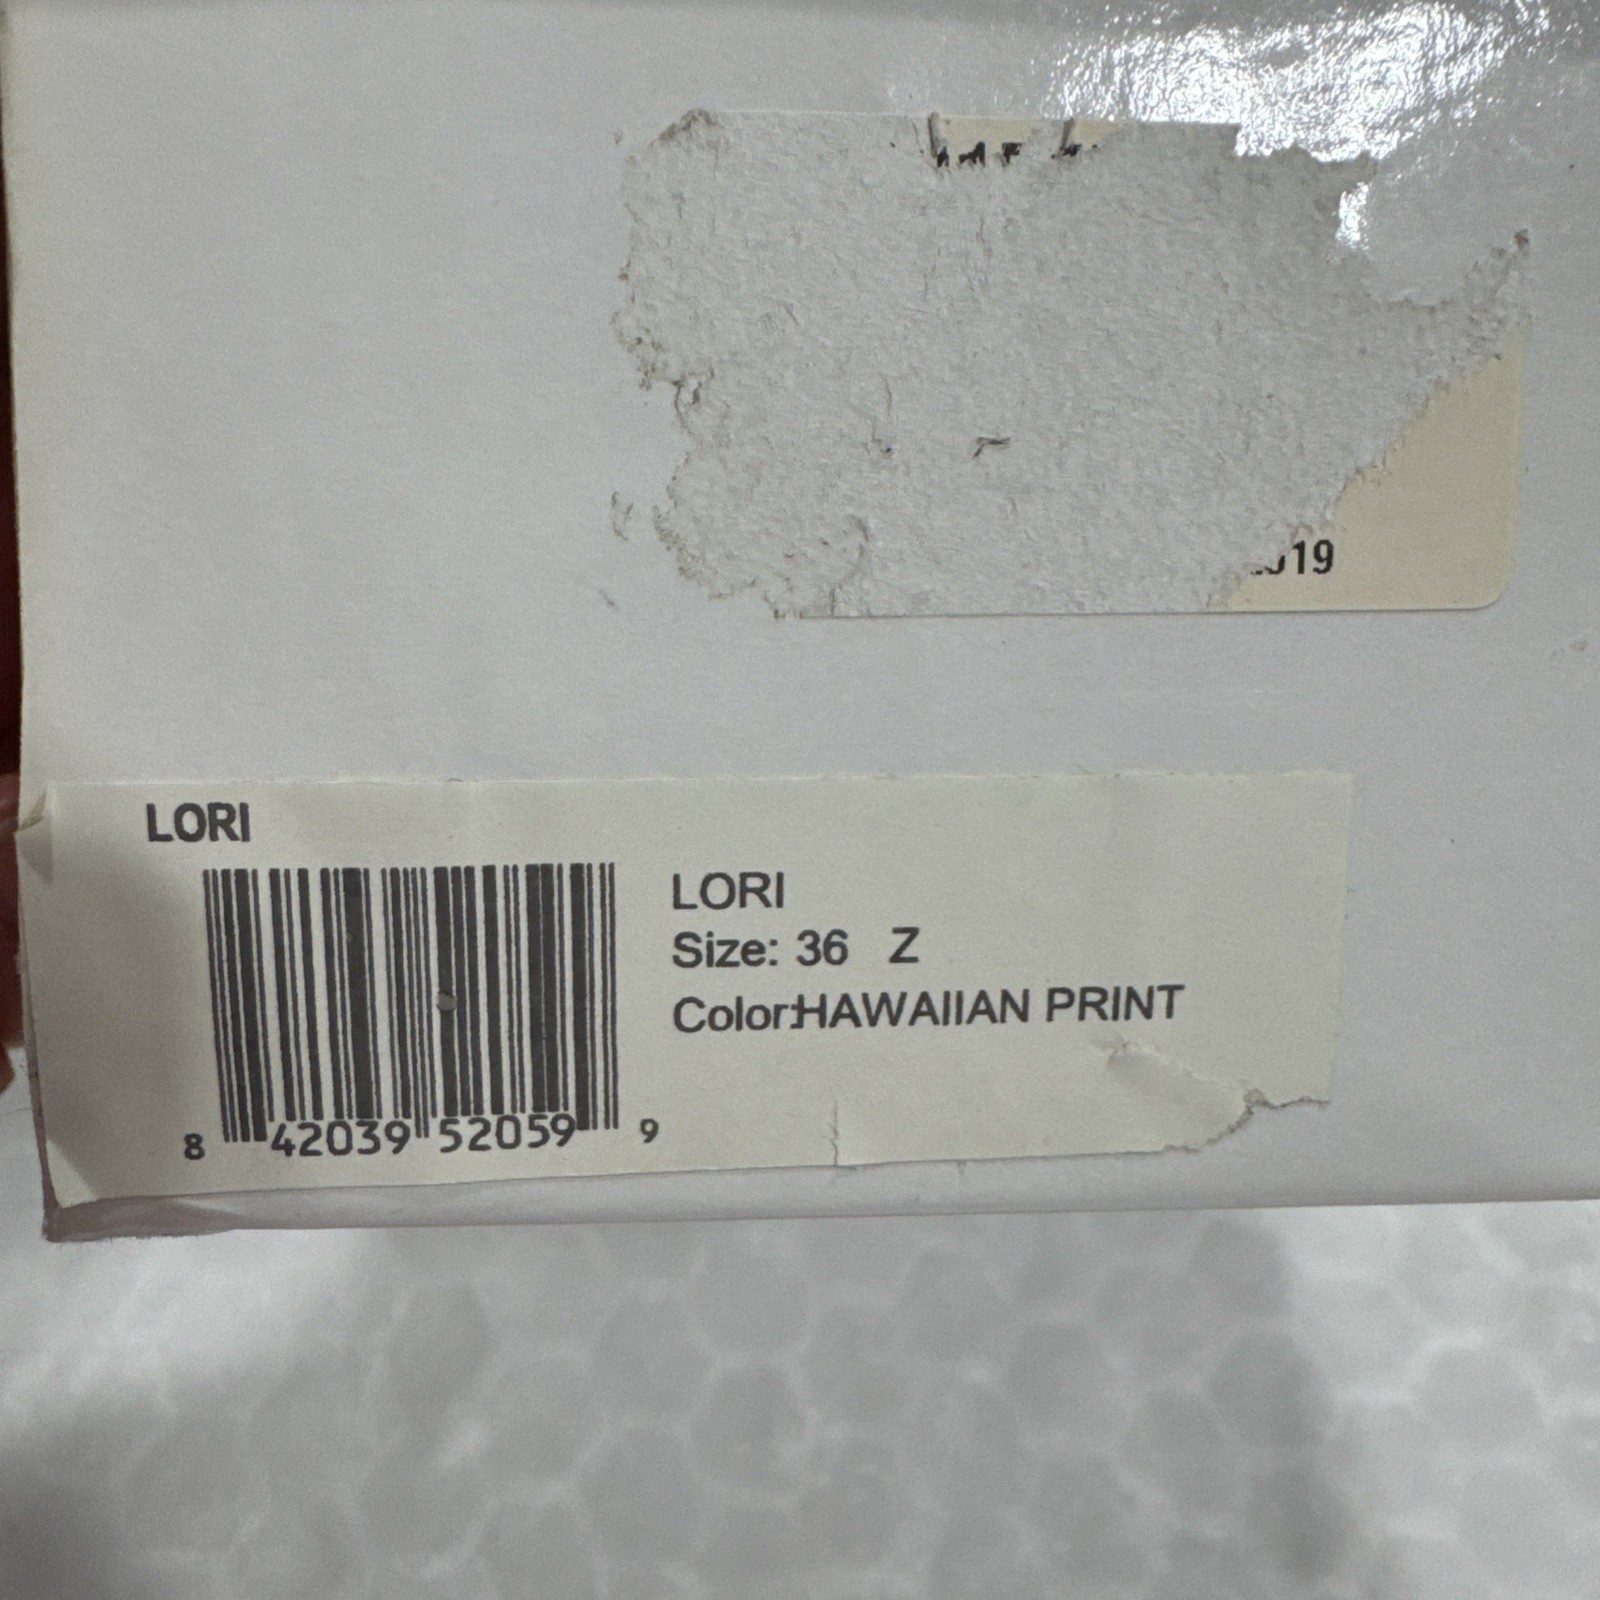 19
LORI
LORI
Size: 36 Z
Color:HAWAIIAN PRINT
8 42039 52059 9